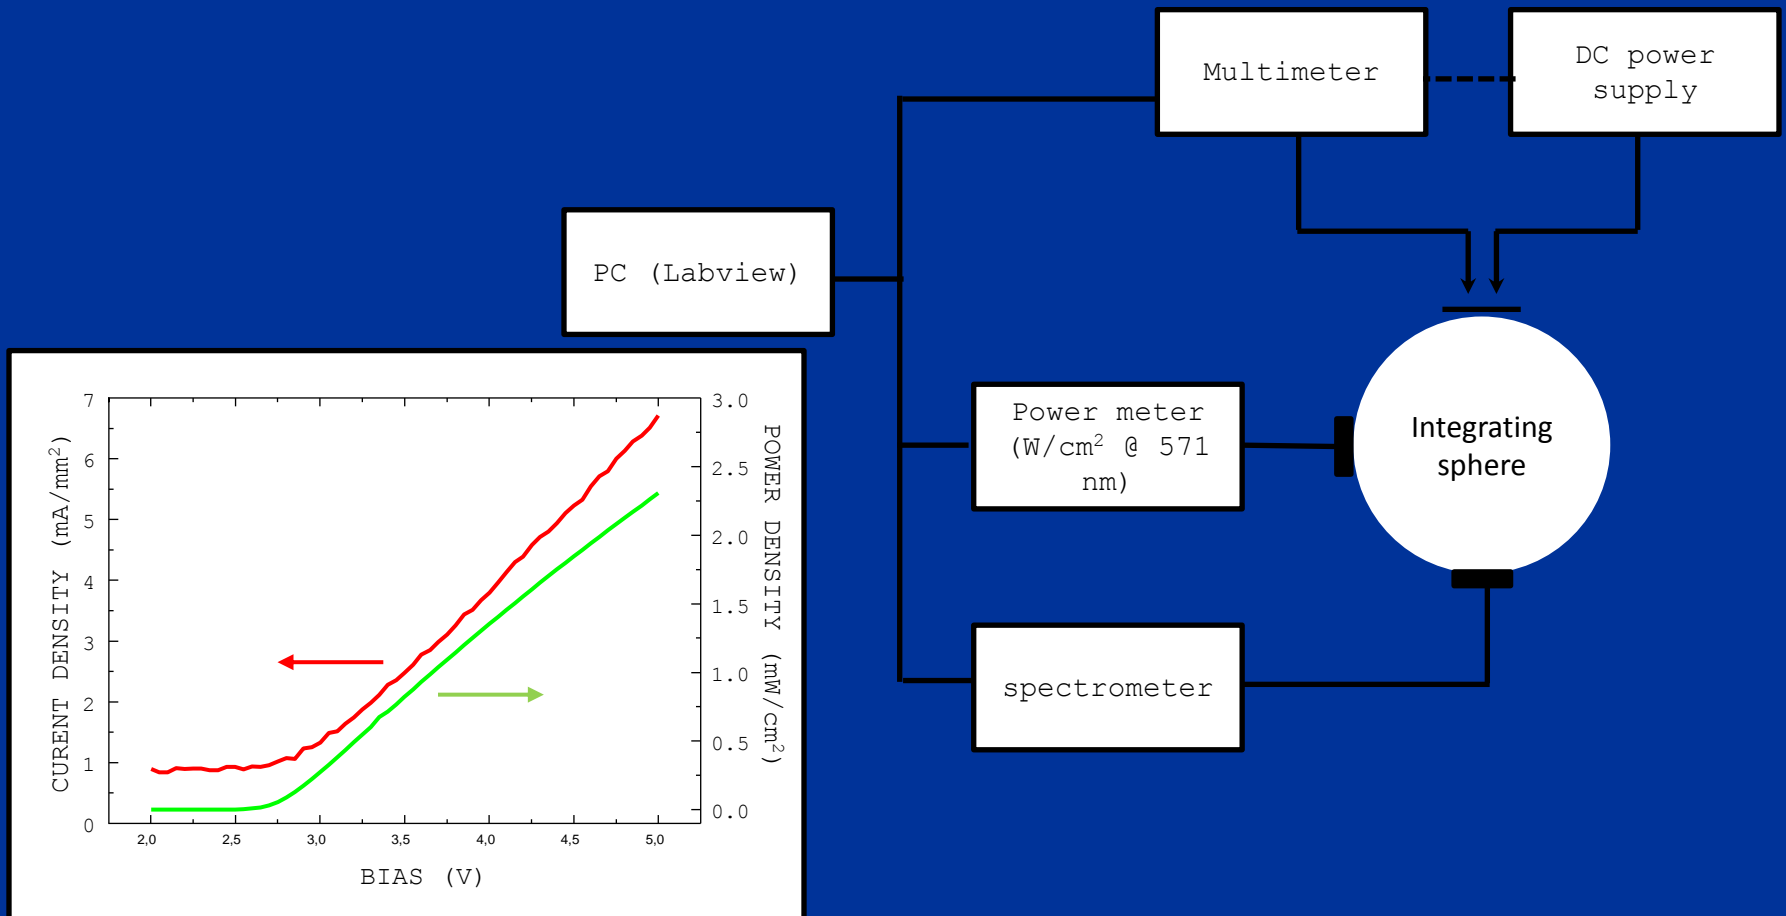 Multimeter
DC power
supply
PC (Labview)
Power meter
(W/cm² @ 571
nm)
Integrating
sphere
spectrometer
CURENT DENSITY (mA/mm²)
7
6
5
4
3
2
1
0
3.0
2.5
2.0
1.5
1.0
0.5
0.0
POWER DENSITY (mW/cm²)
2,0 2,5 3,0 3,5 4,0 4,5 5,0
BIAS (V)